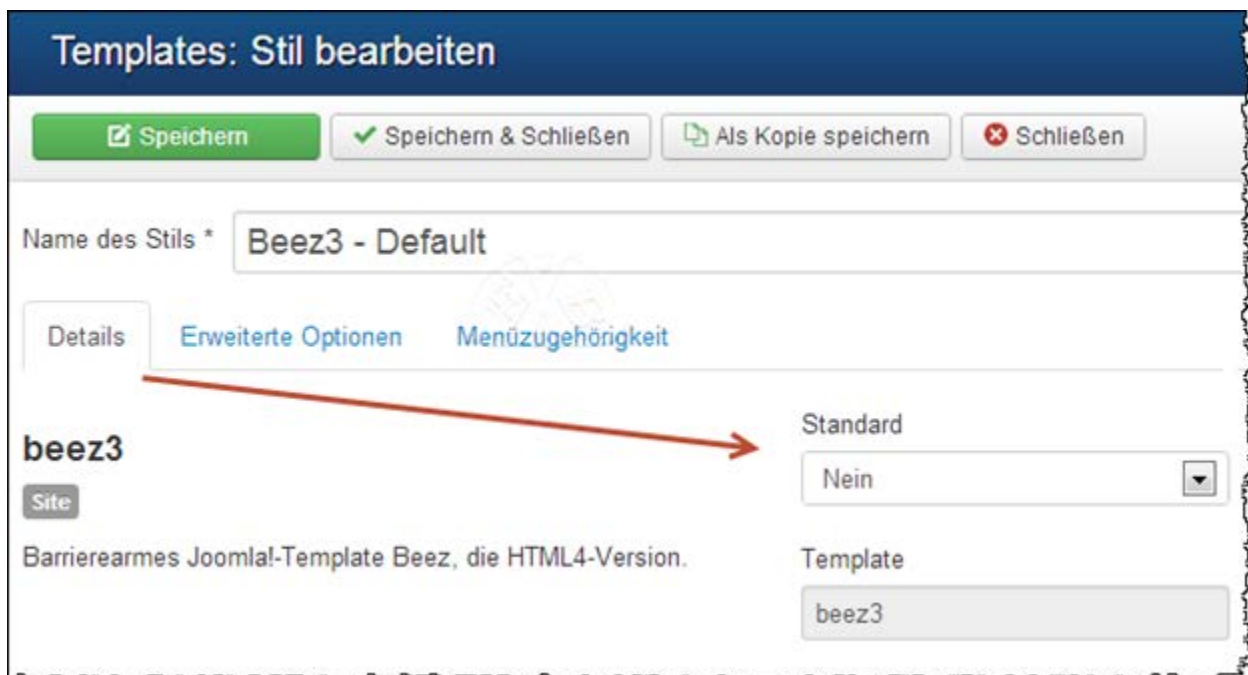 Templates: Stil bearbeiten
Speichern
Speichern & Schließen
Als Kopie speichern
Schließen
Name des Stils *
Beez3 - Default
Details
Erweiterte Optionen
Menüzugehörigkeit
beez3
Site
Barrierearmes Joomla!-Template Beez, die HTML4-Version.
Standard
Nein
Template
beez3